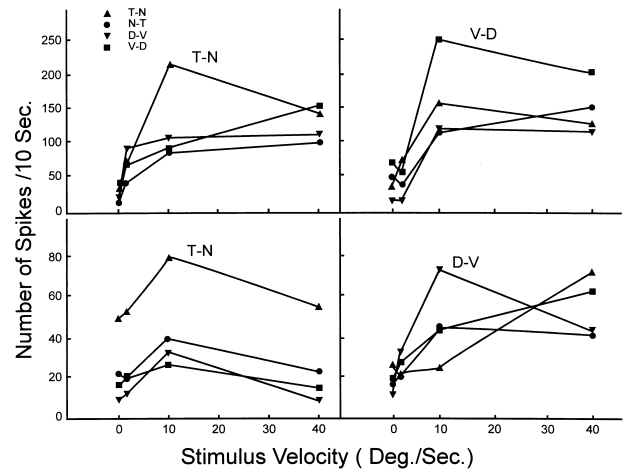 T-N
N-T
D-V
V-D
Number of Spikes /10 Sec.
250
200
150
100
50
0
T-N
V-D
80
60
40
20
0
T-N
D-V
0 10 20 30 40
0 10 20 30 40
Stimulus Velocity ( Deg./Sec.)